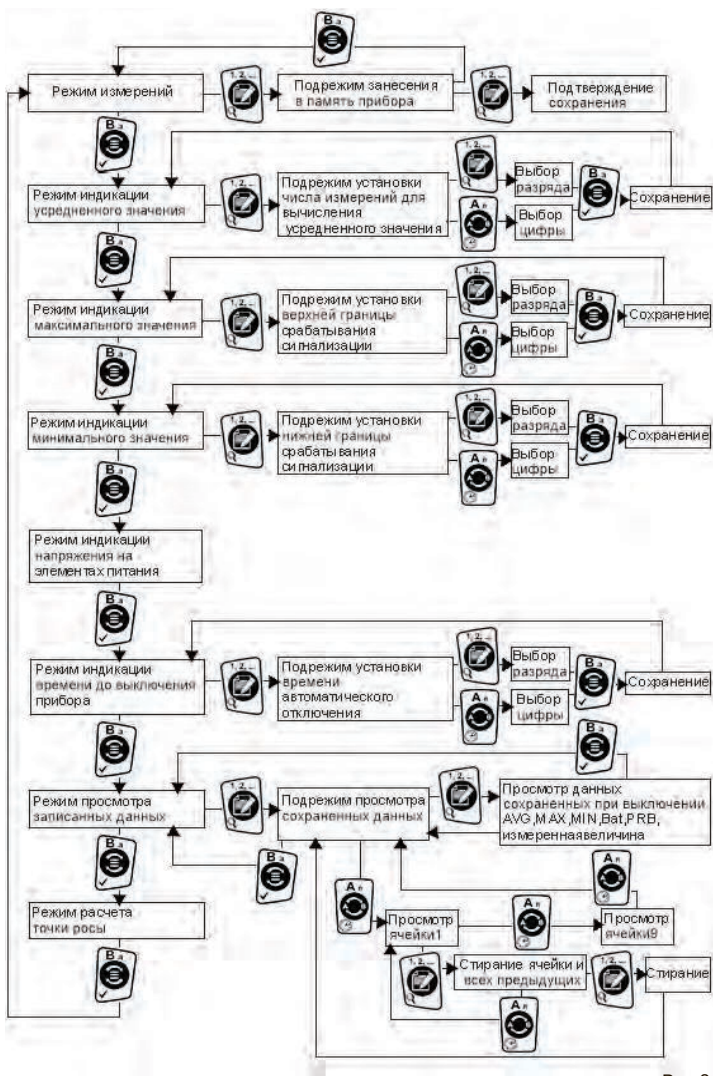 В а
Режим измерений
1, 2, ...
Подрежим занесения
в память прибора
1, 2, ...
Подтверждение
сохранения
В а
Режим индикации
усредненного значения
1, 2, ...
Подрежим установки
числа измерений для
вычисления
усредненного значения
1, 2, ...
Выбор
разряда
А п
Выбор
цифры
В а
Сохранение
В а
Режим индикации
максимального значения
1, 2, ...
Подрежим установки
верхней границы
срабатывания
сигнализации
1, 2, ...
Выбор
разряда
А п
Выбор
цифры
В а
Сохранение
В а
Режим индикации
минимального значения
1, 2, ...
Подрежим установки
нижней границы
срабатывания
сигнализации
1, 2, ...
Выбор
разряда
А п
Выбор
цифры
В а
Сохранение
В а
Режим индикации
напряжения на
элементах питания
В а
Режим индикации
времени до выключения
прибора
1, 2, ...
Подрежим установки
времени
автоматического
отключения
1, 2, ...
Выбор
разряда
А п
Выбор
цифры
В а
Сохранение
В а
В а
Режим просмотра
записанных данных
1, 2, ...
Подрежим просмотра
сохраненных данных
1, 2, ...
Просмотр данных
сохраненных при выключении
AVG,MAX,MIN,Bat,PRB,
измереннаявеличина
В а
В а
А п
А п
Режим расчета
точки росы
Просмотр
ячейки1
А п
Просмотр
ячейки9
В а
1, 2, ...
Стирание ячейки и
всех предыдущих
1, 2, ...
Стирание
А п